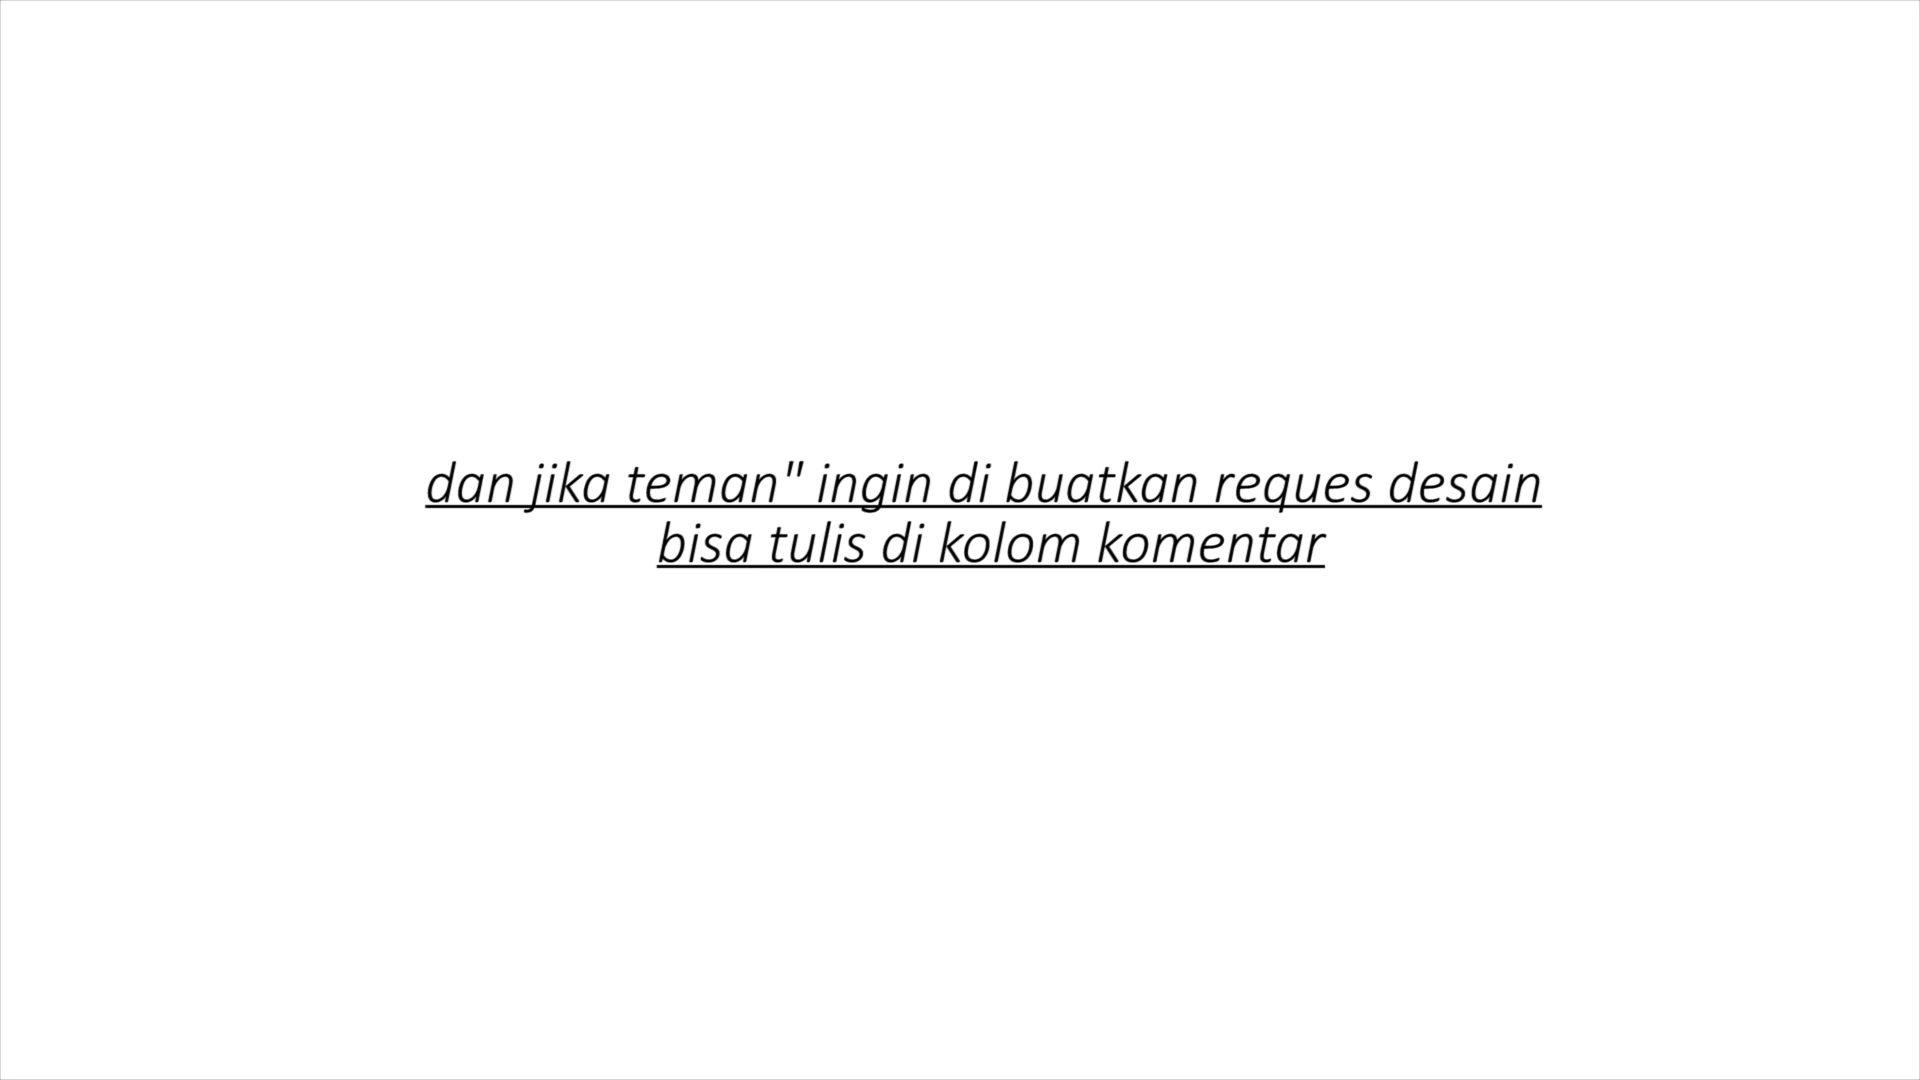 dan jika teman" ingin di buatkan reques desain
bisa tulis di kolom komentar